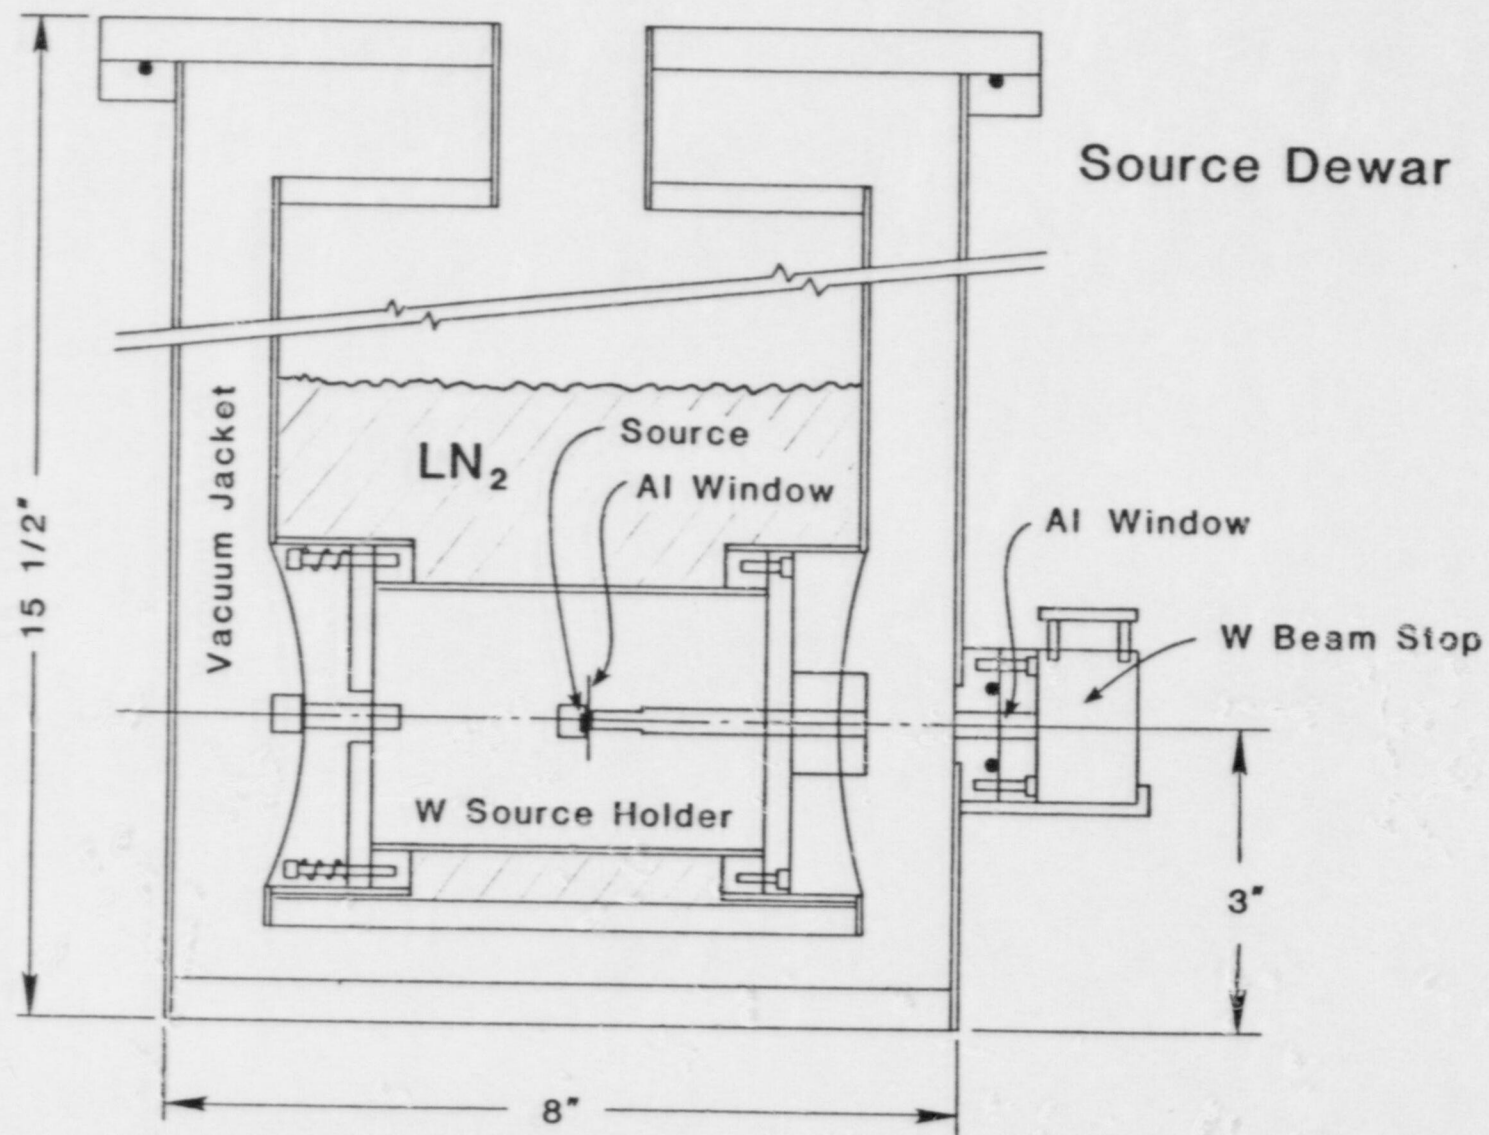 Source Dewar
Source
LN₂
Al Window
Al Window
Vacuum Jacket
15 1/2"
W Beam Stop
W Source Holder
3"
8"